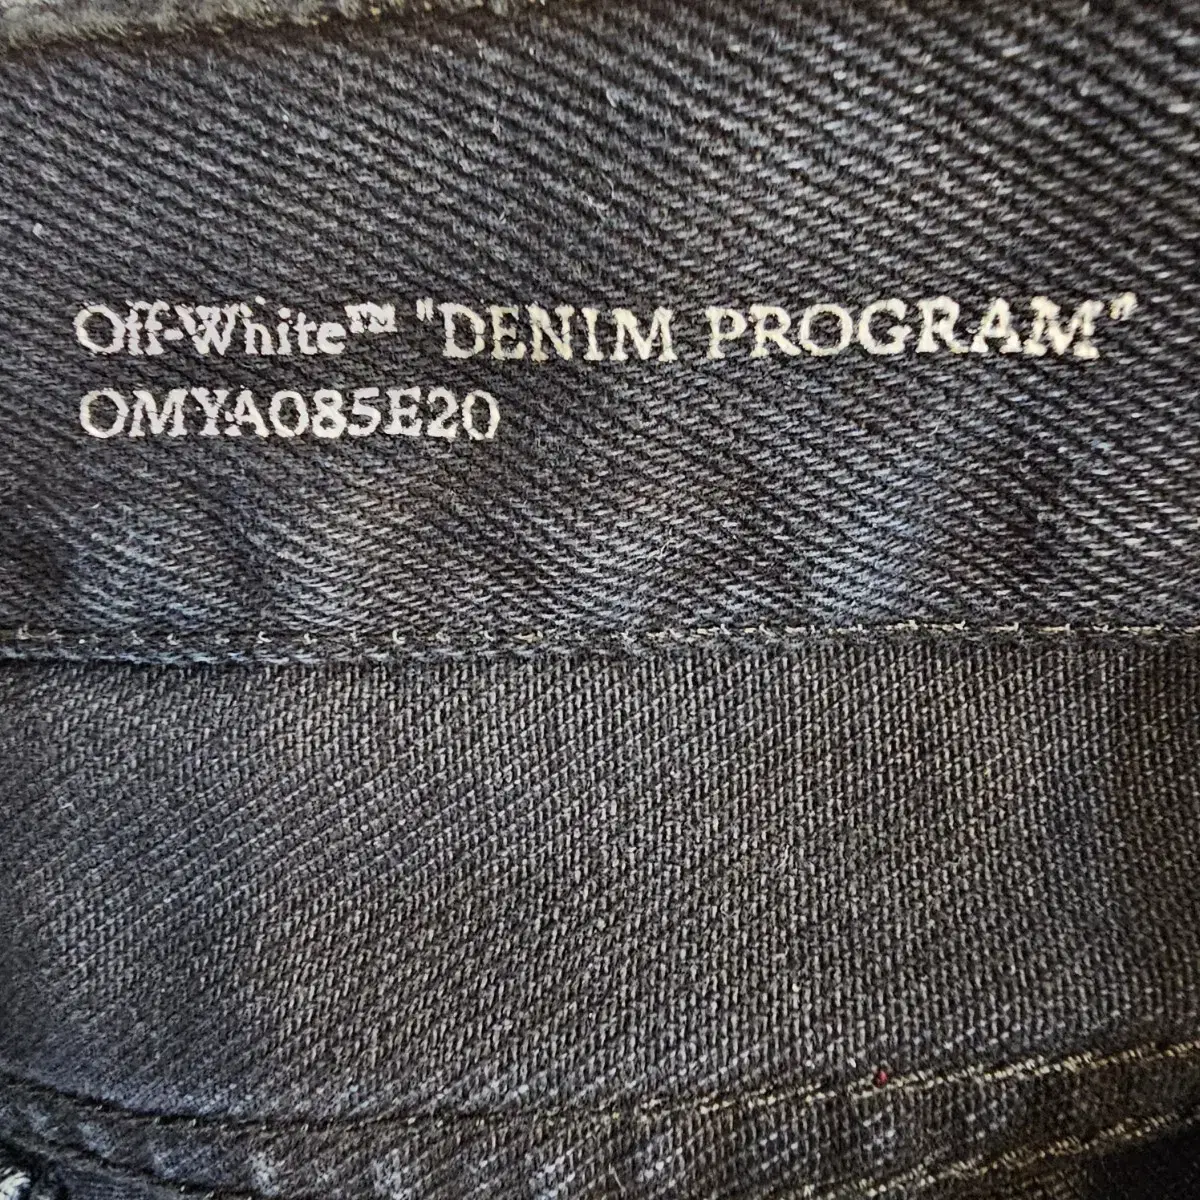 Off-White™ "DENIM PROGRAM"
OMYA085E20